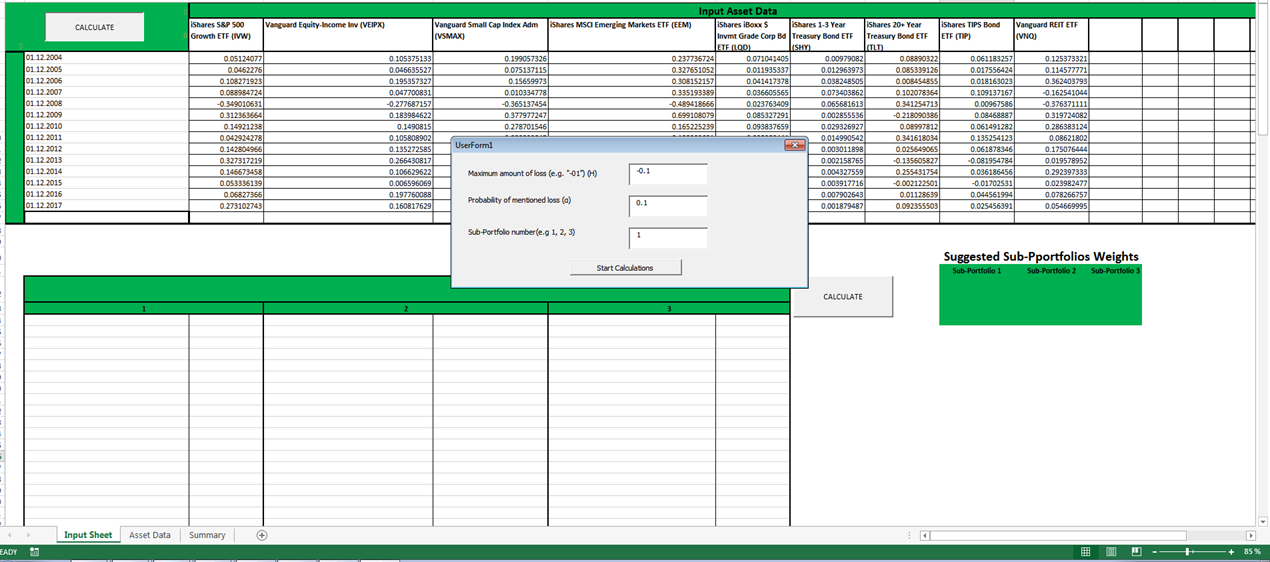 CALCULATE
Input Asset Data
iShares S&P 500 Growth ETF (IVW) Vanguard Equity-Income Inv (VEIPX) Vanguard Small Cap Index Adm (VSMAX) iShares MSCI Emerging Markets ETF (EEM) iShares iBoxx $ Invmt Grade Corp Bd ETF (LQD) iShares 1-3 Year Treasury Bond ETF (SHY) iShares 20+ Year Treasury Bond ETF (TLT) iShares TIPS Bond ETF (TIP) Vanguard REIT ETF (VNQ)
01.12.2004 0.05124077 0.105375133 0.199057326 0.237736724 0.071041405 0.00979082 0.08890322 0.061183257 0.125373321
01.12.2005 0.0462276 0.046635527 0.075137115 0.327651052 0.011935337 0.012963973 0.085339126 0.017556424 0.114577771
01.12.2006 0.108271923 0.195357327 0.15659973 0.308152157 0.041417378 0.038248505 0.008454855 0.018163023 0.362403793
01.12.2007 0.088984724 0.047700831 0.010334778 0.335193389 0.036605565 0.073403862 0.102078364 0.109137167 -0.162541044
01.12.2008 -0.349010631 -0.277687157 -0.365137454 -0.489418666 0.023763409 0.065681613 0.341254713 0.00967586 -0.376371111
01.12.2009 0.312363664 0.183984622 0.377977247 0.699108079 0.085327291 0.002855536 -0.218090386 0.08468887 0.319724082
01.12.2010 0.14921238 0.1490815 0.278701546 0.165225239 0.093837659 0.029326927 0.08997812 0.061491282 0.286383124
01.12.2011 0.042924278 0.105808902 0.014990542 0.341618034 0.135254123 0.08621802
01.12.2012 0.142804966 0.135272585 0.003011898 0.025649065 0.061878346 0.175076444
01.12.2013 0.327317219 0.266430817 0.002158765 -0.135605827 -0.081954784 0.019578952
01.12.2014 0.146673458 0.106629622 0.004327559 0.255431754 0.036186456 0.292397333
01.12.2015 0.053336139 0.006596069 0.003917716 -0.002122501 -0.01702531 0.023982477
01.12.2016 0.06827366 0.197760088 0.007902643 0.01128639 0.044561994 0.078266757
01.12.2017 0.273102743 0.160817629 0.001879487 0.092355503 0.025456391 0.054669995
UserForm1
Maximum amount of loss (e.g. "-01") (H) -0.1
Probability of mentioned loss (α) 0.1
Sub-Portfolio number(e.g 1, 2, 3) 1
Start Calculations
Suggested Sub-Pportfolios Weights
Sub-Portfolio 1 Sub-Portfolio 2 Sub-Portfolio 3
CALCULATE
1 2 3
Input Sheet Asset Data Summary
EADY
85 %